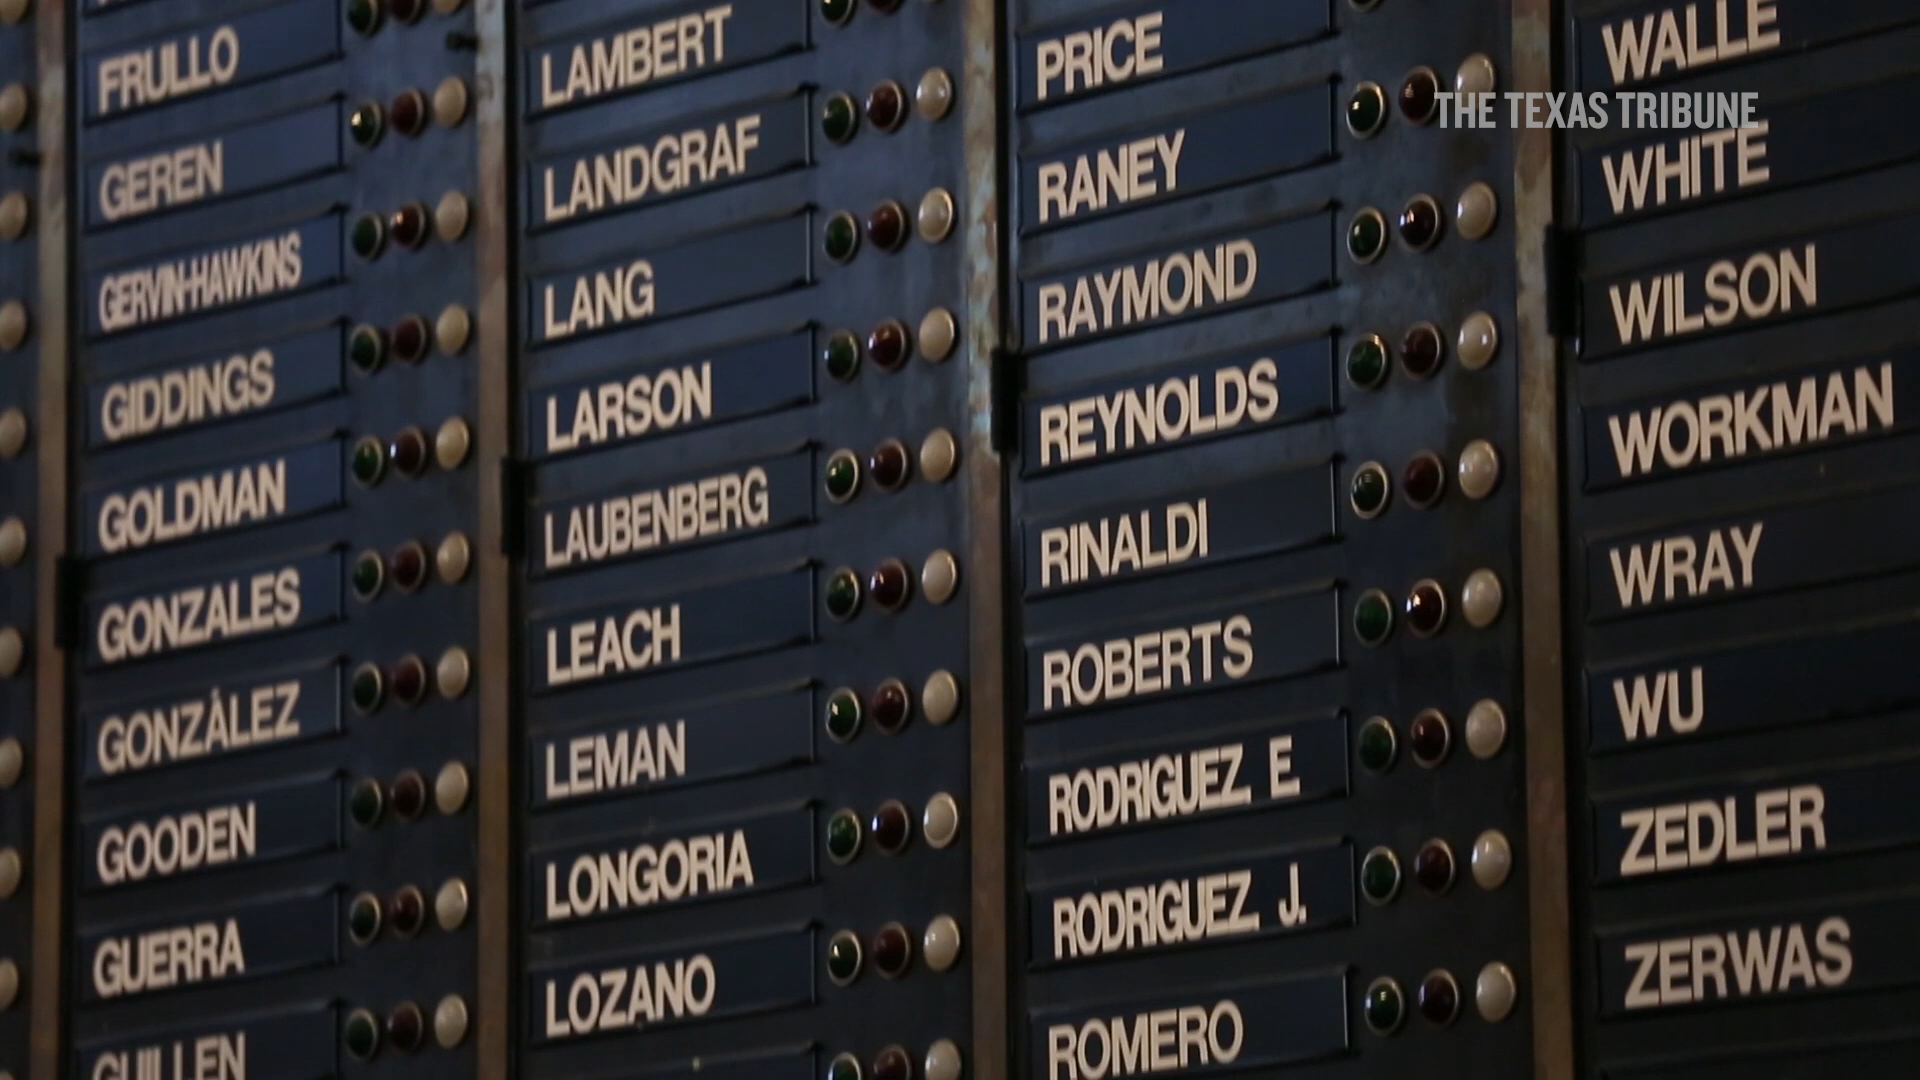 FRULLO
GEREN
GERVIN-HAWKINS
GIDDINGS
GOLDMAN
GONZALES
GONZÁLEZ
GOODEN
GUERRA
GUILLEN
LAMBERT
LANDGRAF
LANG
LARSON
LAUBENBERG
LEACH
LEMAN
LONGORIA
LOZANO
PRICE
RANEY
RAYMOND
REYNOLDS
RINALDI
ROBERTS
RODRIGUEZ, E.
RODRIGUEZ, J.
ROMERO
WALLE
THE TEXAS TRIBUNE
WHITE
WILSON
WORKMAN
WRAY
WU
ZEDLER
ZERWAS